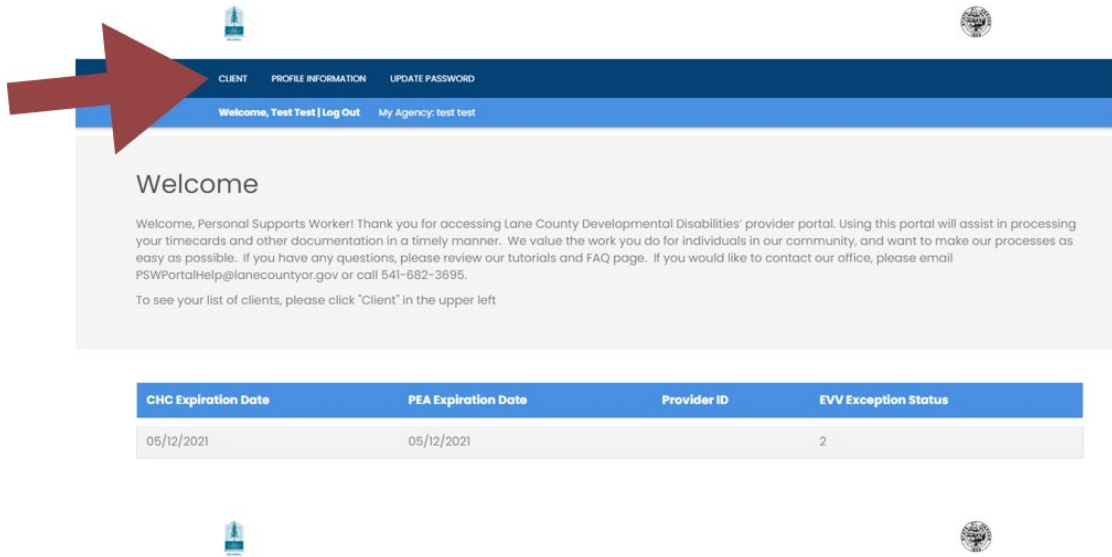 CLIENT PROFILE INFORMATION UPDATE PASSWORD
Welcome, Test Test | Log Out My Agency: test test
Welcome
Welcome, Personal Supports Worker! Thank you for accessing Lane County Developmental Disabilities' provider portal. Using this portal will assist in processing
your timecards and other documentation in a timely manner. We value the work you do for individuals in our community, and want to make our processes as
easy as possible. If you have any questions, please review our tutorials and FAQ page. If you would like to contact our office, please email
PSWPortalHelp@lanecountyor.gov or call 541-682-3695.
To see your list of clients, please click "Client" in the upper left
CHC Expiration Date PEA Expiration Date Provider ID EVV Exception Status
05/12/2021 05/12/2021 2